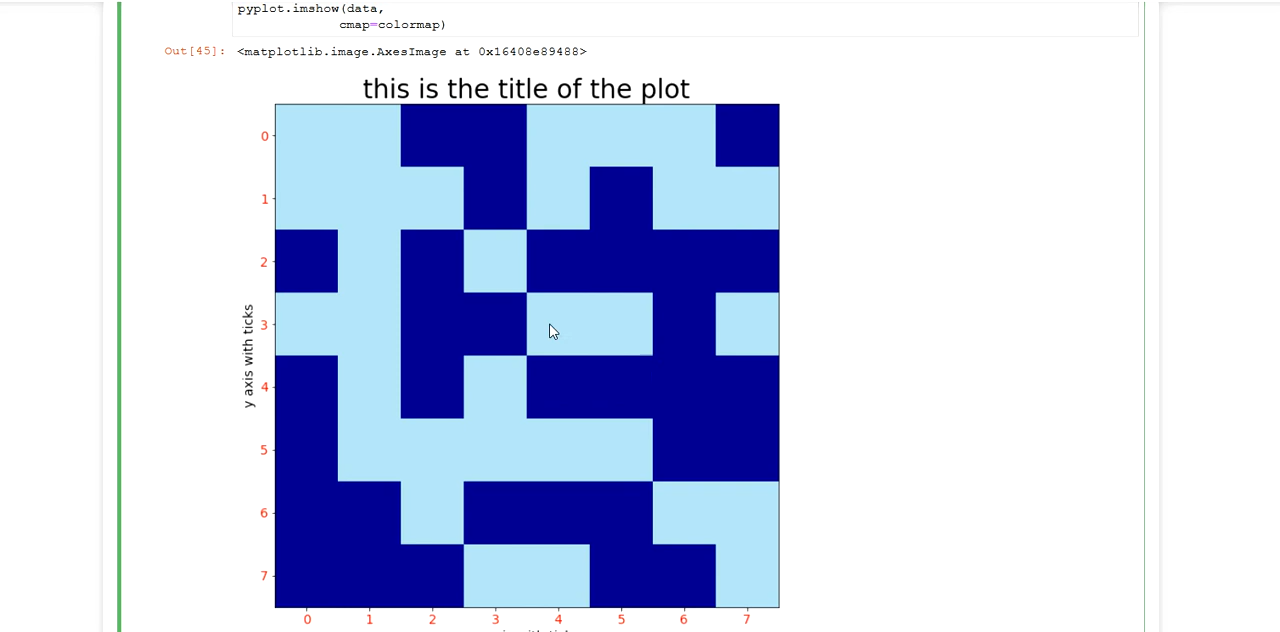 pyplot.imshow(data,
cmap=colormap)
Out[45]: <matplotlib.image.AxesImage at 0x16408e89488>
this is the title of the plot
0
1
2
3
4
5
6
7
y axis with ticks
0 1 2 3 4 5 6 7